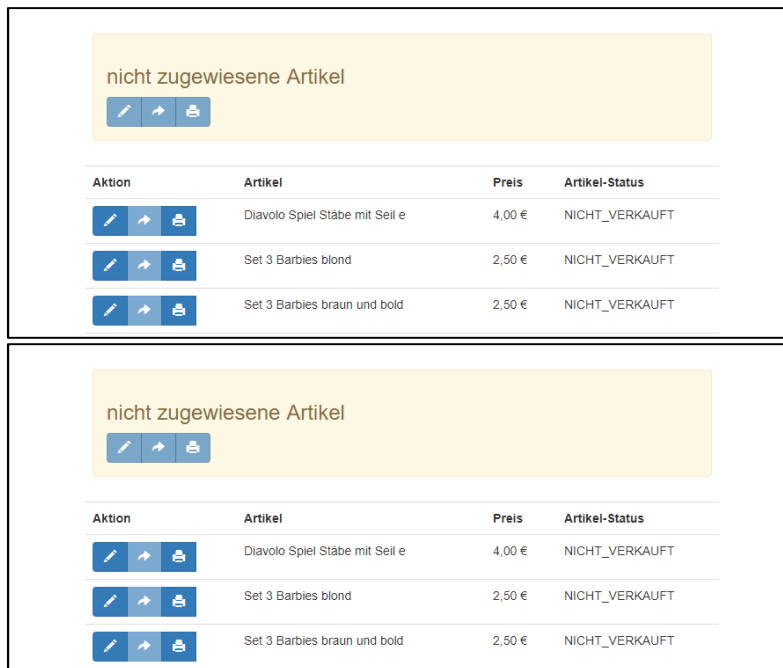 nicht zugewiesene Artikel
Aktion Artikel Preis Artikel-Status
Diavolo Spiel Stäbe mit Seil e 4,00 € NICHT_VERKAUFT
Set 3 Barbies blond 2,50 € NICHT_VERKAUFT
Set 3 Barbies braun und bold 2,50 € NICHT_VERKAUFT
nicht zugewiesene Artikel
Aktion Artikel Preis Artikel-Status
Diavolo Spiel Stäbe mit Seil e 4,00 € NICHT_VERKAUFT
Set 3 Barbies blond 2,50 € NICHT_VERKAUFT
Set 3 Barbies braun und bold 2,50 € NICHT_VERKAUFT